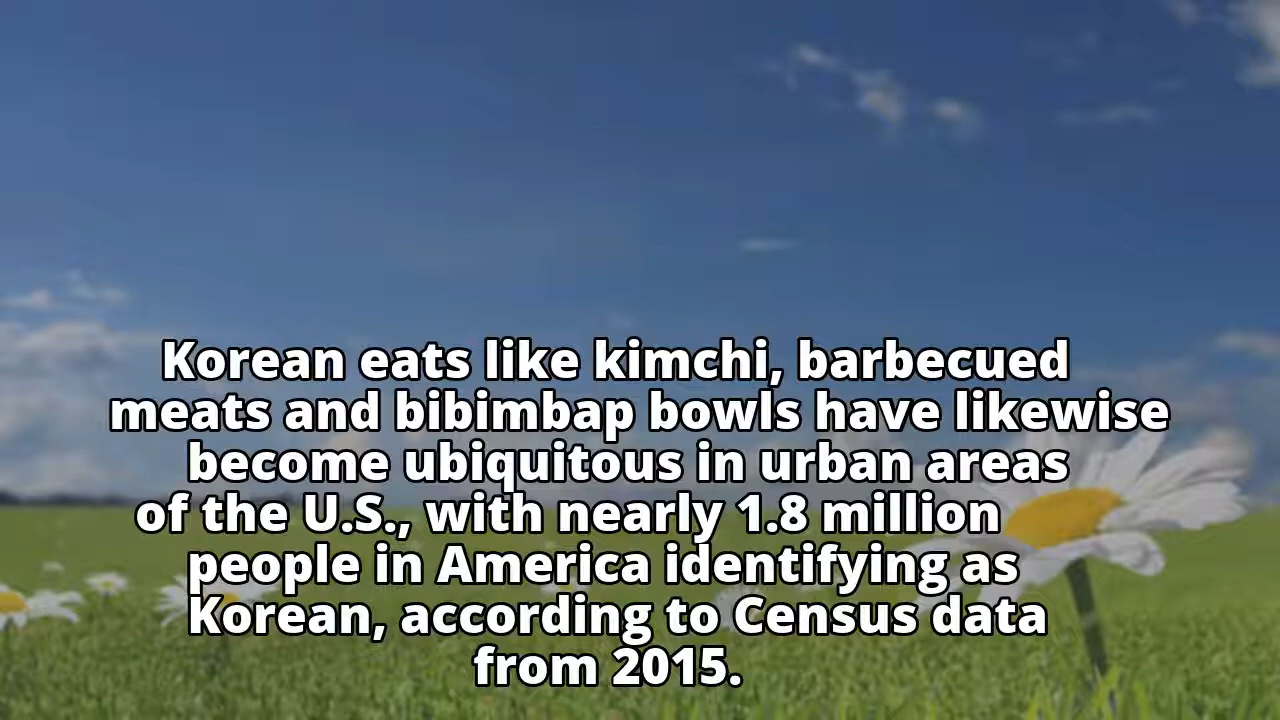 Korean eats like kimchi, barbecued
meats and bibimbap bowls have likewise
become ubiquitous in urban areas
of the U.S., with nearly 1.8 million
people in America identifying as
Korean, according to Census data
from 2015.